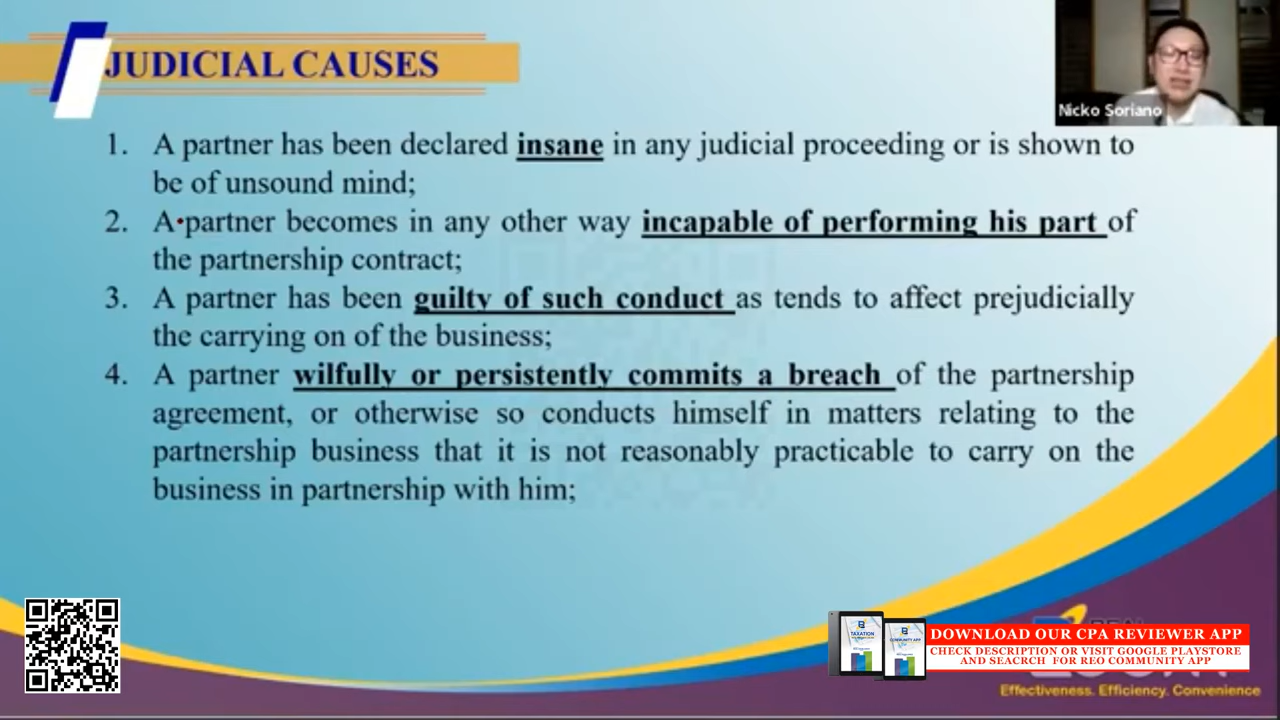 JUDICIAL CAUSES
Nicko Soriano
1. A partner has been declared insane in any judicial proceeding or is shown to
be of unsound mind;
2. A•partner becomes in any other way incapable of performing his part of
the partnership contract;
3. A partner has been guilty of such conduct as tends to affect prejudicially
the carrying on of the business;
4. A partner wilfully or persistently commits a breach of the partnership
agreement, or otherwise so conducts himself in matters relating to the
partnership business that it is not reasonably practicable to carry on the
business in partnership with him;
TAXATION
COMMUNITY APP
DOWNLOAD OUR CPA REVIEWER APP
CHECK DESCRIPTION OR VISIT GOOGLE PLAYSTORE
AND SEACRCH FOR REO COMMUNITY APP
Effectiveness. Efficiency. Convenience